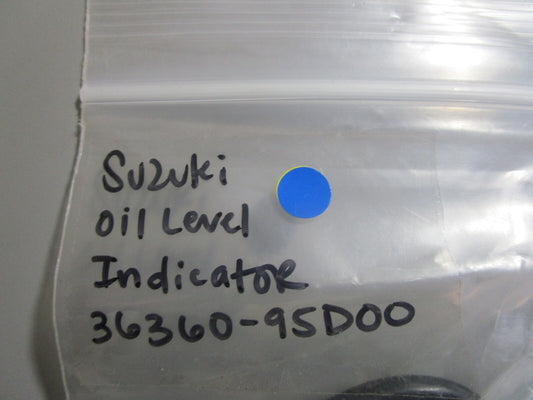 Suzuki
Oil Level
Indicator
36360-95D00